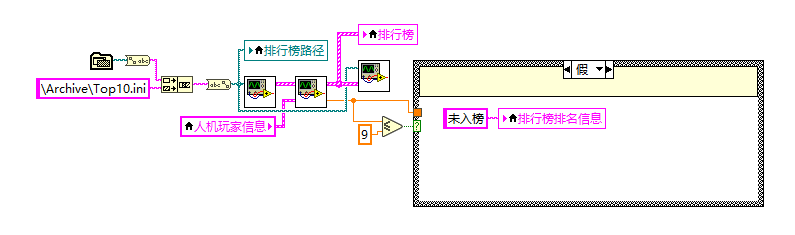 排行榜
排行榜路径
假
\Archive\Top10.ini
人机玩家信息
9
?
未入榜
排行榜排名信息